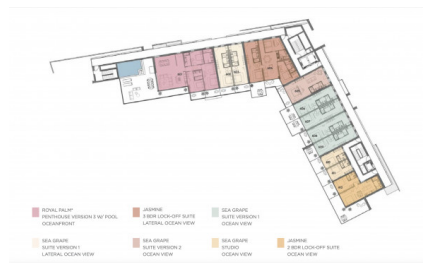 ROYAL PALM*
PENTHOUSE VERSION 3 W/ POOL
OCEANFRONT
JASMINE
3 BDR LOCK-OFF SUITE
LATERAL OCEAN VIEW
SEA GRAPE
SUITE VERSION 1
OCEAN VIEW
SEA GRAPE
SUITE VERSION 1
LATERAL OCEAN VIEW
SEA GRAPE
SUITE VERSION 2
OCEAN VIEW
SEA GRAPE
STUDIO
OCEAN VIEW
JASMINE
2 BDR LOCK-OFF SUITE
OCEAN VIEW